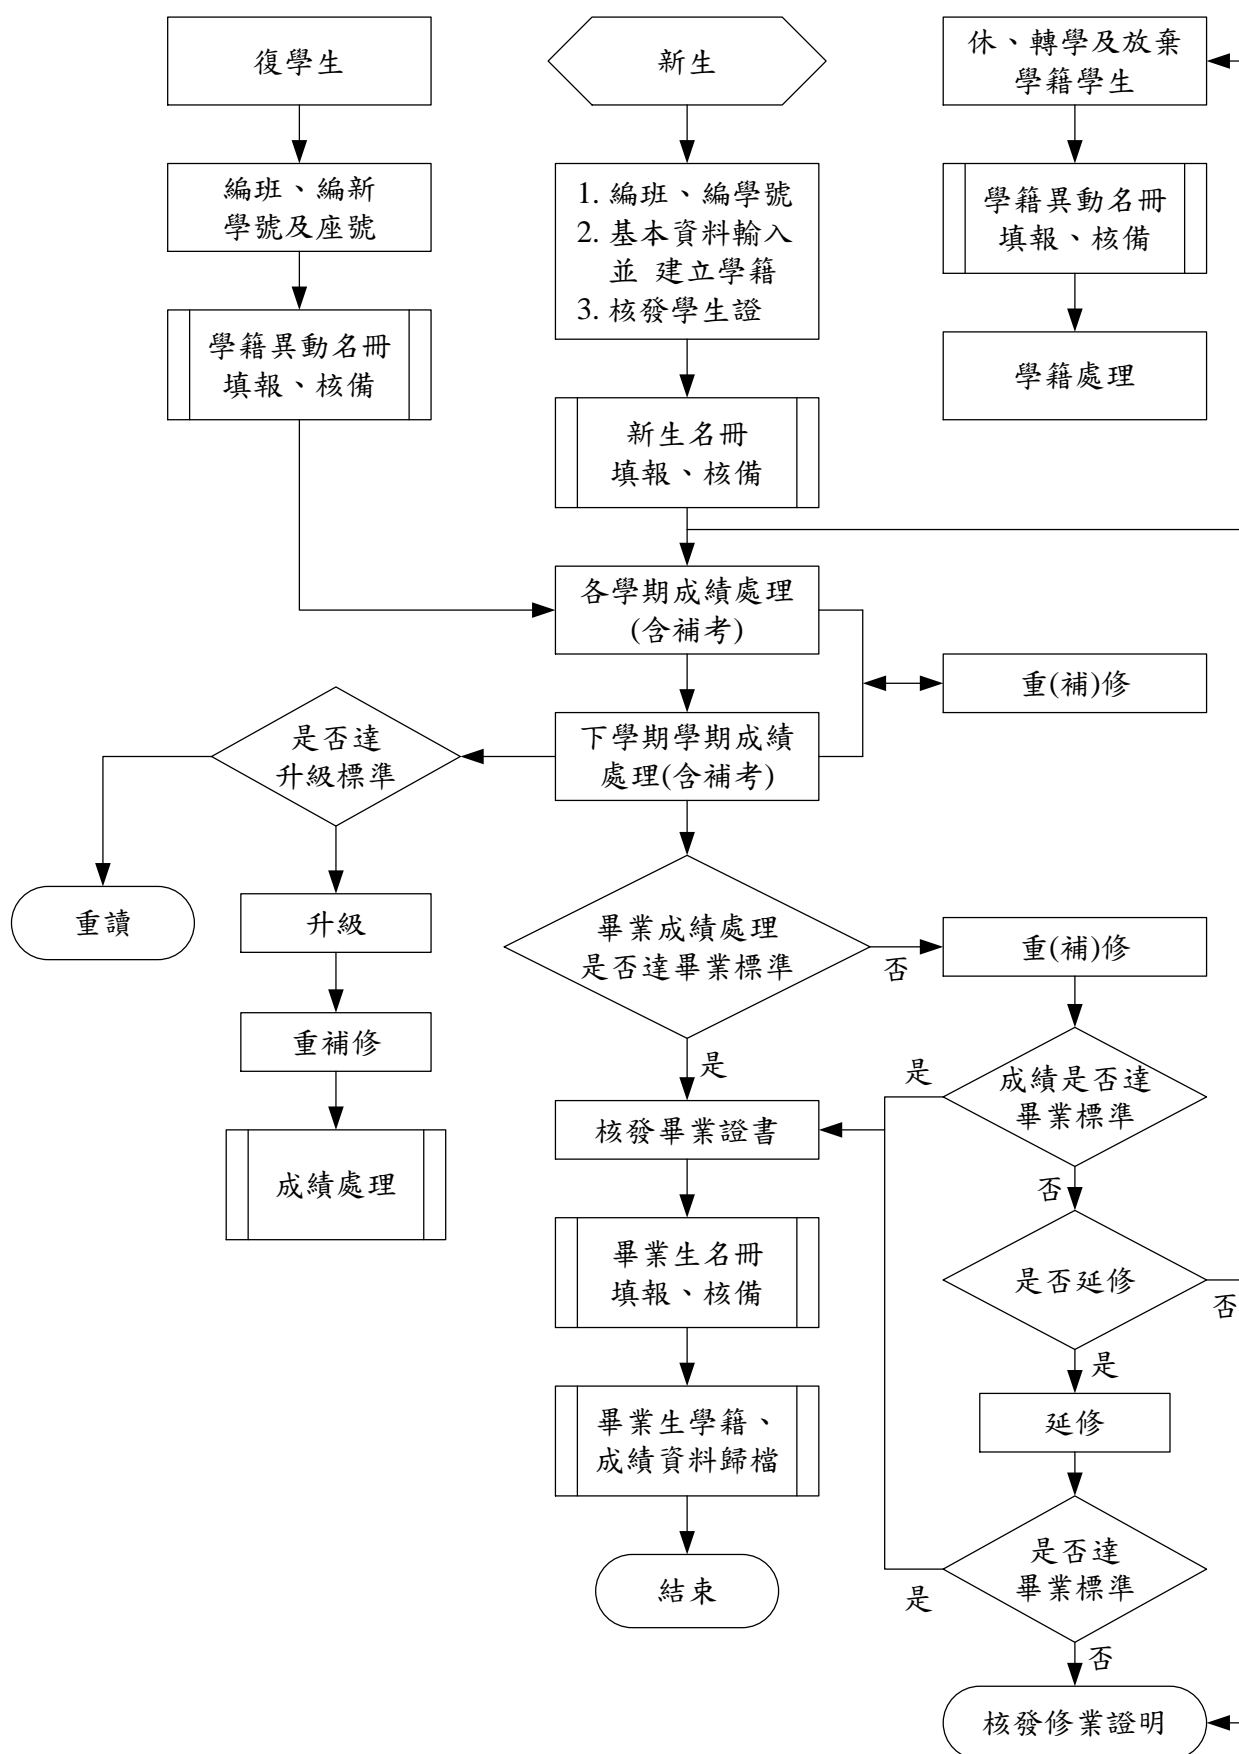 復學生
新生
休、轉學及放棄
學籍學生
編班、編新
學號及座號
1. 編班、編學號
2. 基本資料輸入
並 建立學籍
3. 核發學生證
學籍異動名冊
填報、核備
學籍異動名冊
填報、核備
學籍處理
新生名冊
填報、核備
各學期成績處理
(含補考)
重(補)修
是否達
升級標準
下學期學期成績
處理(含補考)
重讀
升級
畢業成績處理
是否達畢業標準
否
重(補)修
重補修
是
是
成績是否達
畢業標準
核發畢業證書
成績處理
否
畢業生名冊
填報、核備
是否延修
否
是
畢業生學籍、
成績資料歸檔
延修
結束
是否達
畢業標準
是
否
核發修業證明